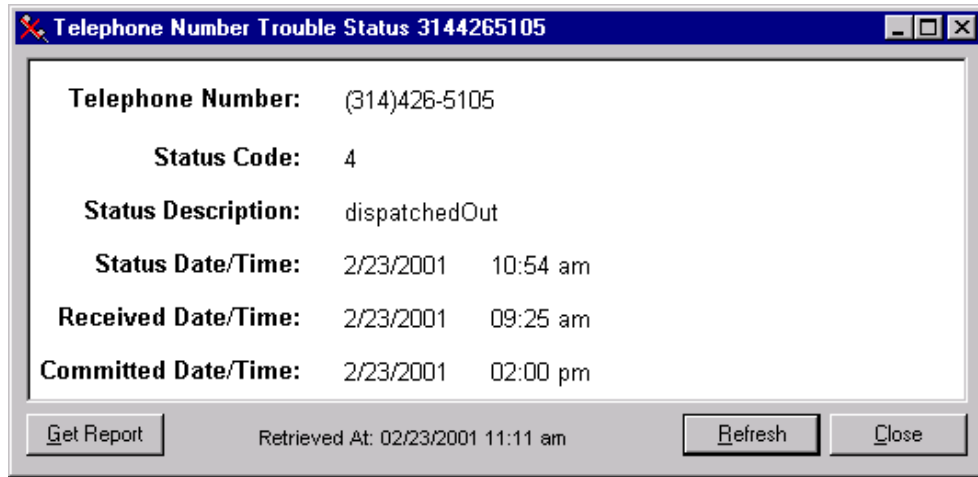 Telephone Number Trouble Status 3144265105
Telephone Number: (314)426-5105
Status Code: 4
Status Description: dispatchedOut
Status Date/Time: 2/23/2001 10:54 am
Received Date/Time: 2/23/2001 09:25 am
Committed Date/Time: 2/23/2001 02:00 pm
Get Report Retrieved At: 02/23/2001 11:11 am Refresh Close